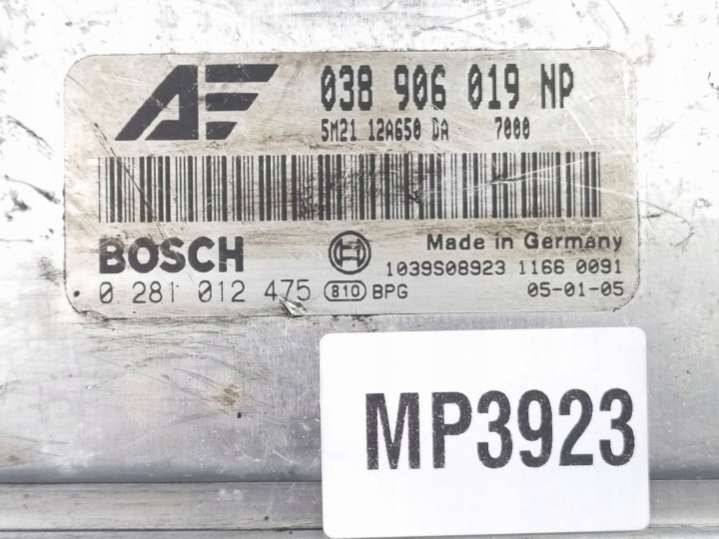 AF 038 906 019 NP
5M21 12A650 DA 7000
BOSCH Made in Germany
1039S08923 1166 0091
0 281 012 475 810 BPG 05-01-05
MP3923